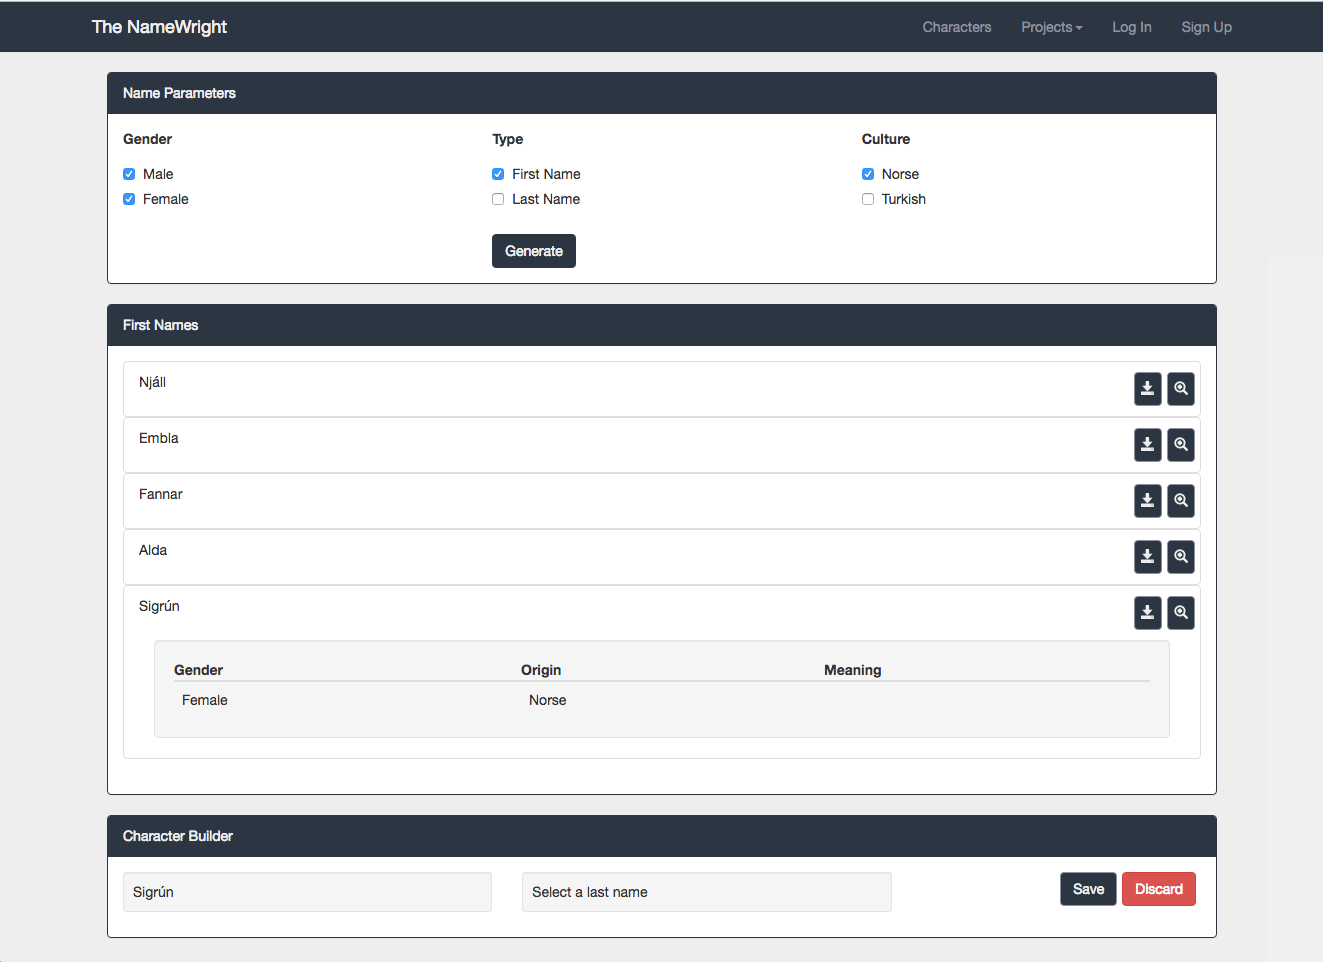 The NameWright Characters Projects Log In Sign Up
Name Parameters
Gender Type Culture
Male First Name Norse
Female Last Name Turkish
Generate
First Names
Njáll
Embla
Fannar
Alda
Sigrún
Gender Origin Meaning
Female Norse
Character Builder
Sigrún Select a last name Save Discard